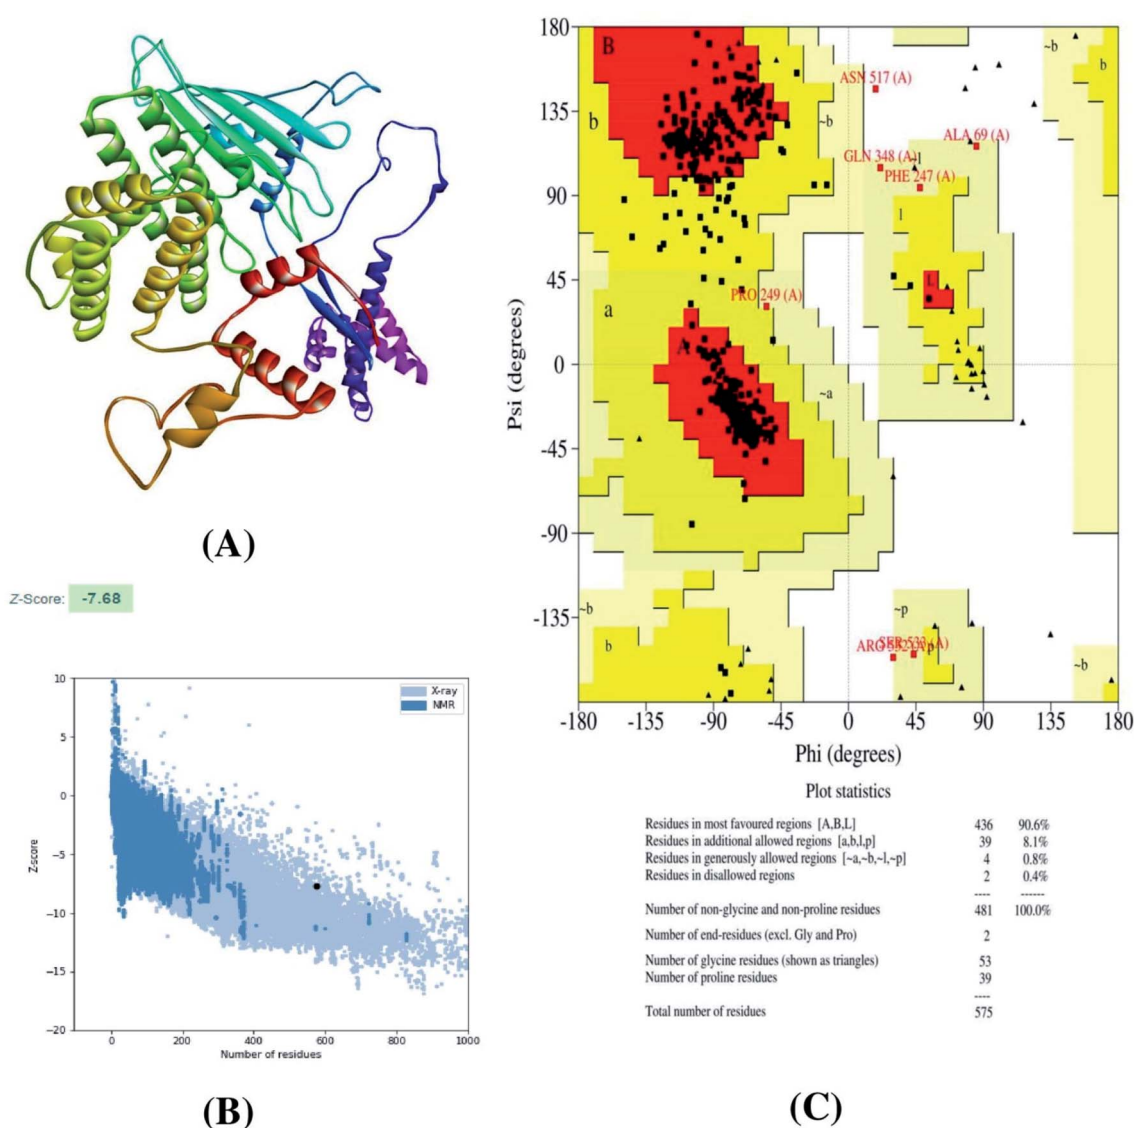 (A)
Z-Score: -7.68
X-ray
NMR
10
5
0
−5
−10
−15
−20
Z-score
0 200 400 600 800 1000
Number of residues
(B)
180
135
90
45
0
-45
-90
-135
Psi (degrees)
B
~b
b
ASN 517 (A)
b
~b
ALA 69 (A)
GLN 348 (A)
~l
PHE 247 (A)
l
L
PRO 249 (A)
a
A
~a
~b
~p
SER 533 (A)
b
p
~b
-180 -135 -90 -45 0 45 90 135 180
Phi (degrees)
Plot statistics
Residues in most favoured regions [A,B,L] 436 90.6%
Residues in additional allowed regions [a,b,l,p] 39 8.1%
Residues in generously allowed regions [~a,~b,~l,~p] 4 0.8%
Residues in disallowed regions 2 0.4%
---- ------
Number of non-glycine and non-proline residues 481 100.0%
Number of end-residues (excl. Gly and Pro) 2
Number of glycine residues (shown as triangles) 53
Number of proline residues 39
----
Total number of residues 575
(C)